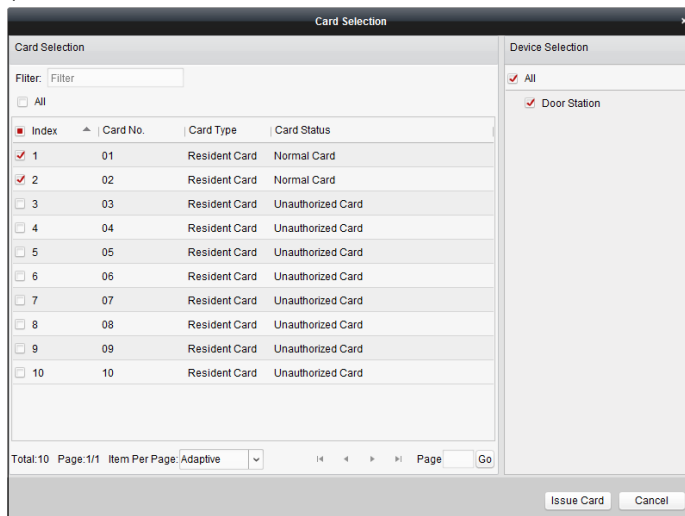 Card Selection ×
Card Selection Device Selection
Fliter: Filter
All
All
Door Station
Index Card No. Card Type Card Status
1 01 Resident Card Normal Card
2 02 Resident Card Normal Card
3 03 Resident Card Unauthorized Card
4 04 Resident Card Unauthorized Card
5 05 Resident Card Unauthorized Card
6 06 Resident Card Unauthorized Card
7 07 Resident Card Unauthorized Card
8 08 Resident Card Unauthorized Card
9 09 Resident Card Unauthorized Card
10 10 Resident Card Unauthorized Card
Total:10 Page:1/1 Item Per Page: Adaptive Page Go
Issue Card Cancel